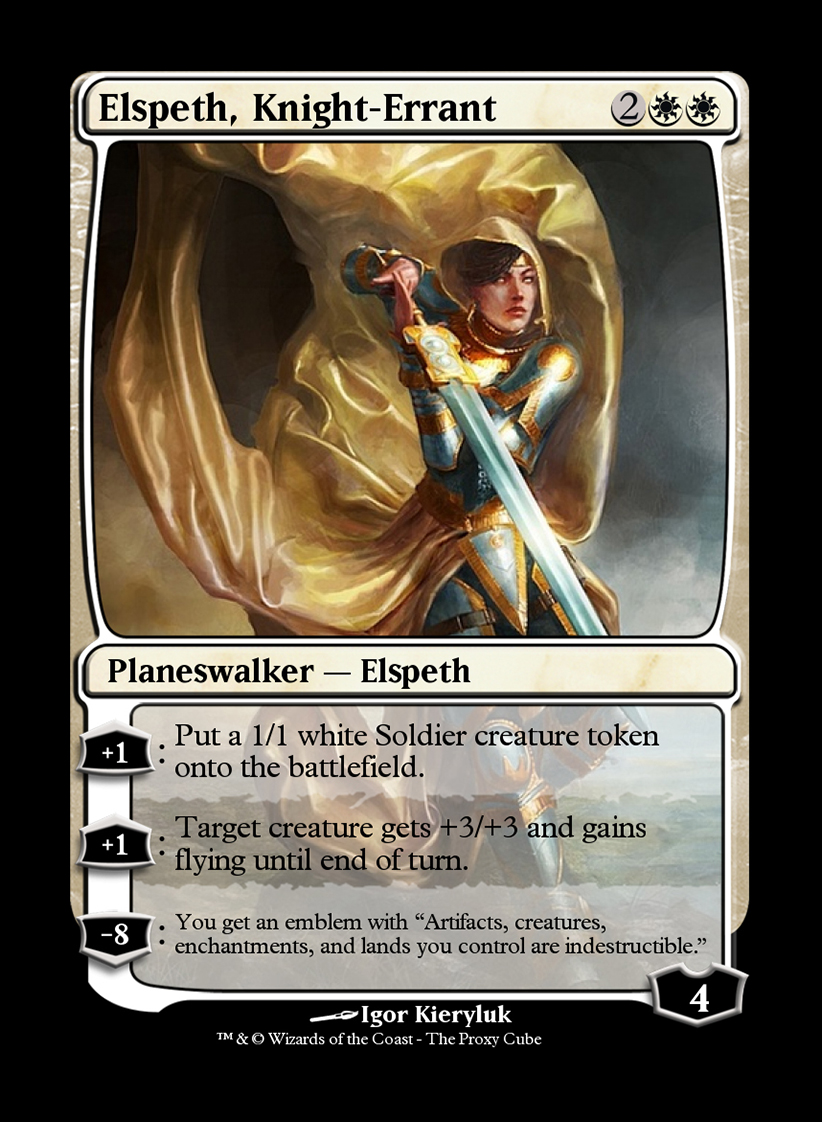 Elspeth, Knight-Errant 2
Planeswalker — Elspeth
+1 : Put a 1/1 white Soldier creature token
onto the battlefield.
+1 : Target creature gets +3/+3 and gains
flying until end of turn.
-8 : You get an emblem with “Artifacts, creatures,
enchantments, and lands you control are indestructible.”
4
Igor Kieryluk
™ & © Wizards of the Coast - The Proxy Cube